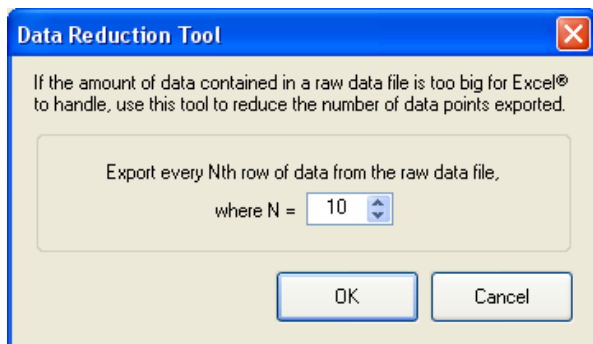 Data Reduction Tool
If the amount of data contained in a raw data file is too big for Excel®
to handle, use this tool to reduce the number of data points exported.
Export every Nth row of data from the raw data file,
where N = 10
OK Cancel